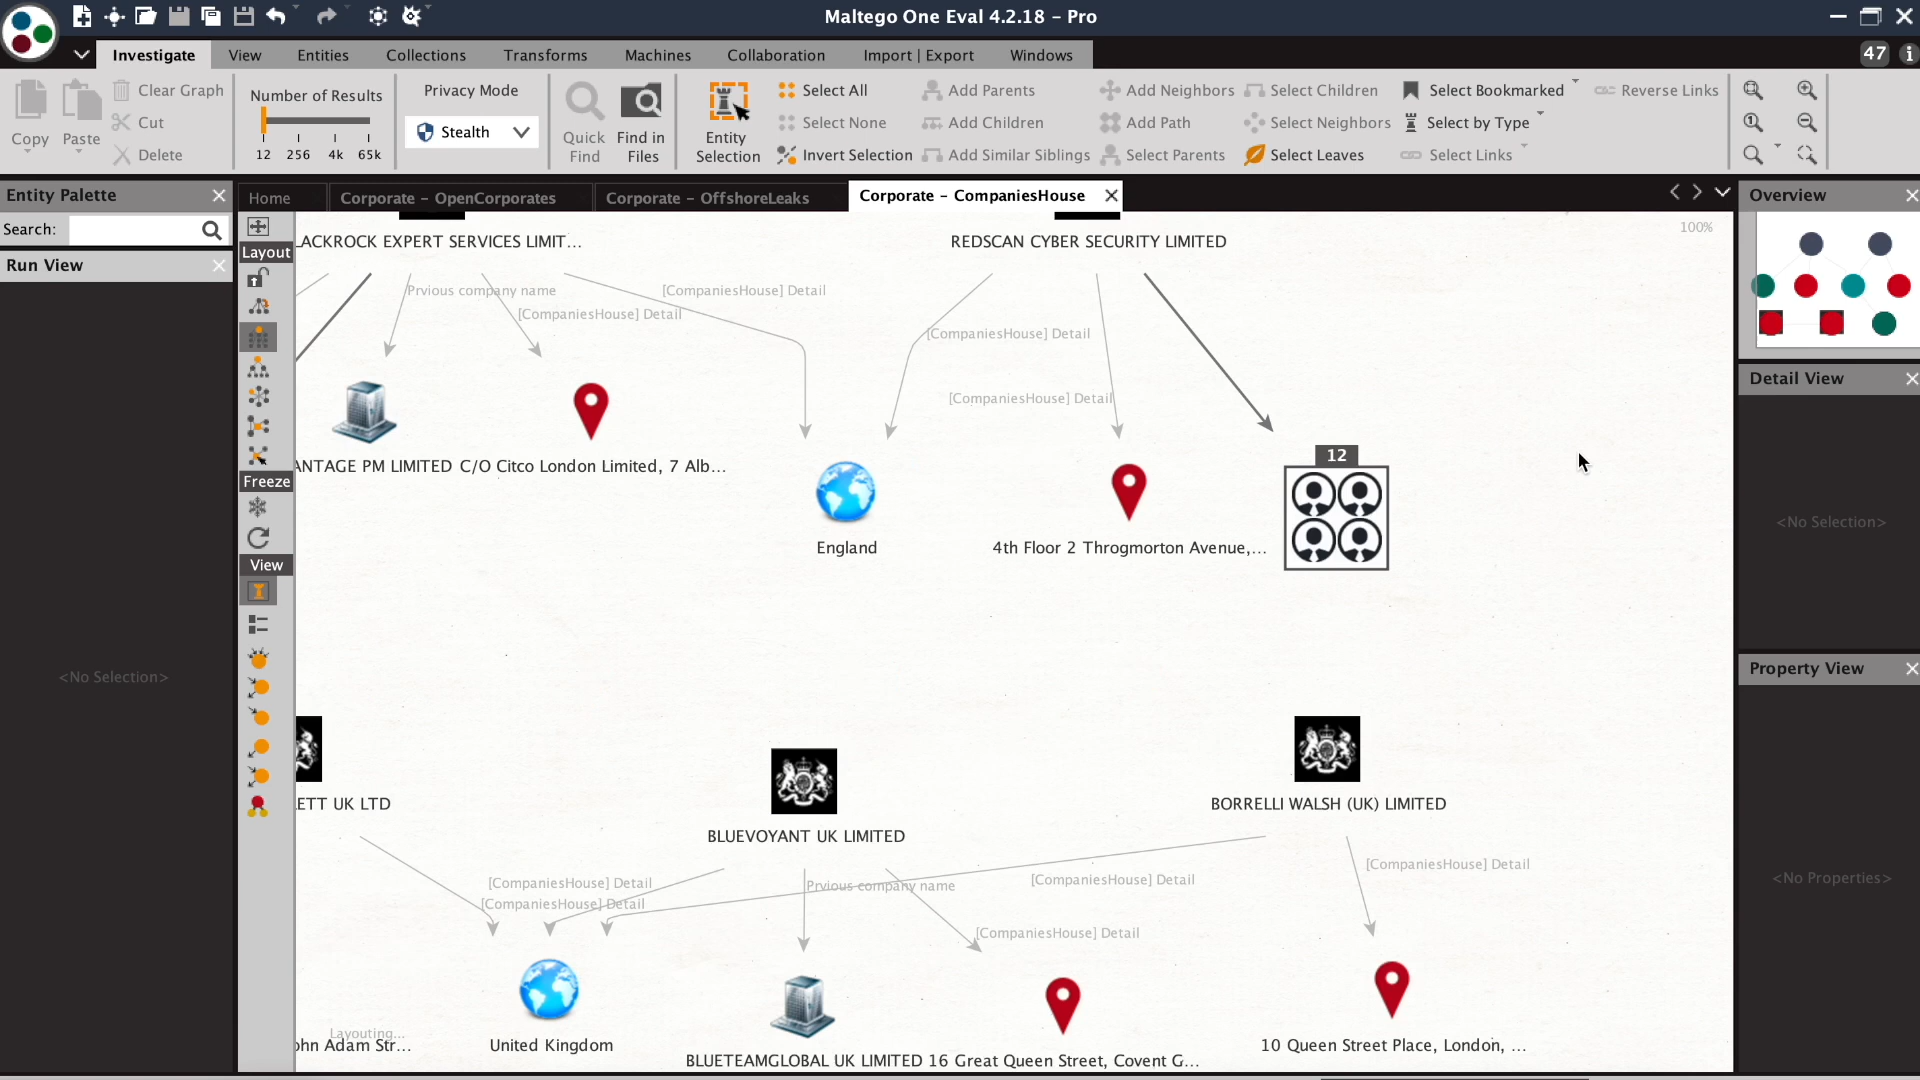 Maltego One Eval 4.2.18 – Pro
Investigate View Entities Collections Transforms Machines Collaboration Import | Export Windows 47
Copy Paste Clear Graph Cut Delete
Number of Results
12 256 4k 65k
Privacy Mode
Stealth
Quick Find
Find in Files
Entity Selection
Select All Add Parents Add Neighbors Select Children Select Bookmarked Reverse Links
Select None Add Children Add Path Select Neighbors Select by Type
Invert Selection Add Similar Siblings Select Parents Select Leaves Select Links
Entity Palette
Home Corporate – OpenCorporates Corporate – OffshoreLeaks Corporate – CompaniesHouse
Overview
Search:
Run View
<No Selection>
Layout
Freeze
View
100%
LACKROCK EXPERT SERVICES LIMIT...
REDSCAN CYBER SECURITY LIMITED
Prvious company name
[CompaniesHouse] Detail
[CompaniesHouse] Detail
[CompaniesHouse] Detail
[CompaniesHouse] Detail
12
ANTAGE PM LIMITED
C/O Citco London Limited, 7 Alb...
England
4th Floor 2 Throgmorton Avenue,...
ETT UK LTD
BLUEVOYANT UK LIMITED
BORRELLI WALSH (UK) LIMITED
[CompaniesHouse] Detail
[CompaniesHouse] Detail
Prvious company name
[CompaniesHouse] Detail
[CompaniesHouse] Detail
[CompaniesHouse] Detail
Layouting...
ohn Adam Str...
United Kingdom
BLUETEAMGLOBAL UK LIMITED
16 Great Queen Street, Covent G...
10 Queen Street Place, London, ...
Detail View
<No Selection>
Property View
<No Properties>